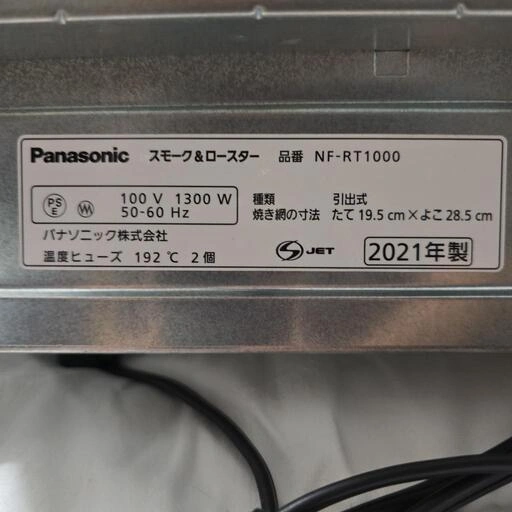 Panasonic スモーク&ロースター 品番 NF-RT1000
PS E 100 V 1300 W
50-60 Hz
パナソニック株式会社
温度ヒューズ 192℃ 2個
種類 引出式
焼き網の寸法 たて 19.5 cm×よこ 28.5 cm
S JET 2021年製